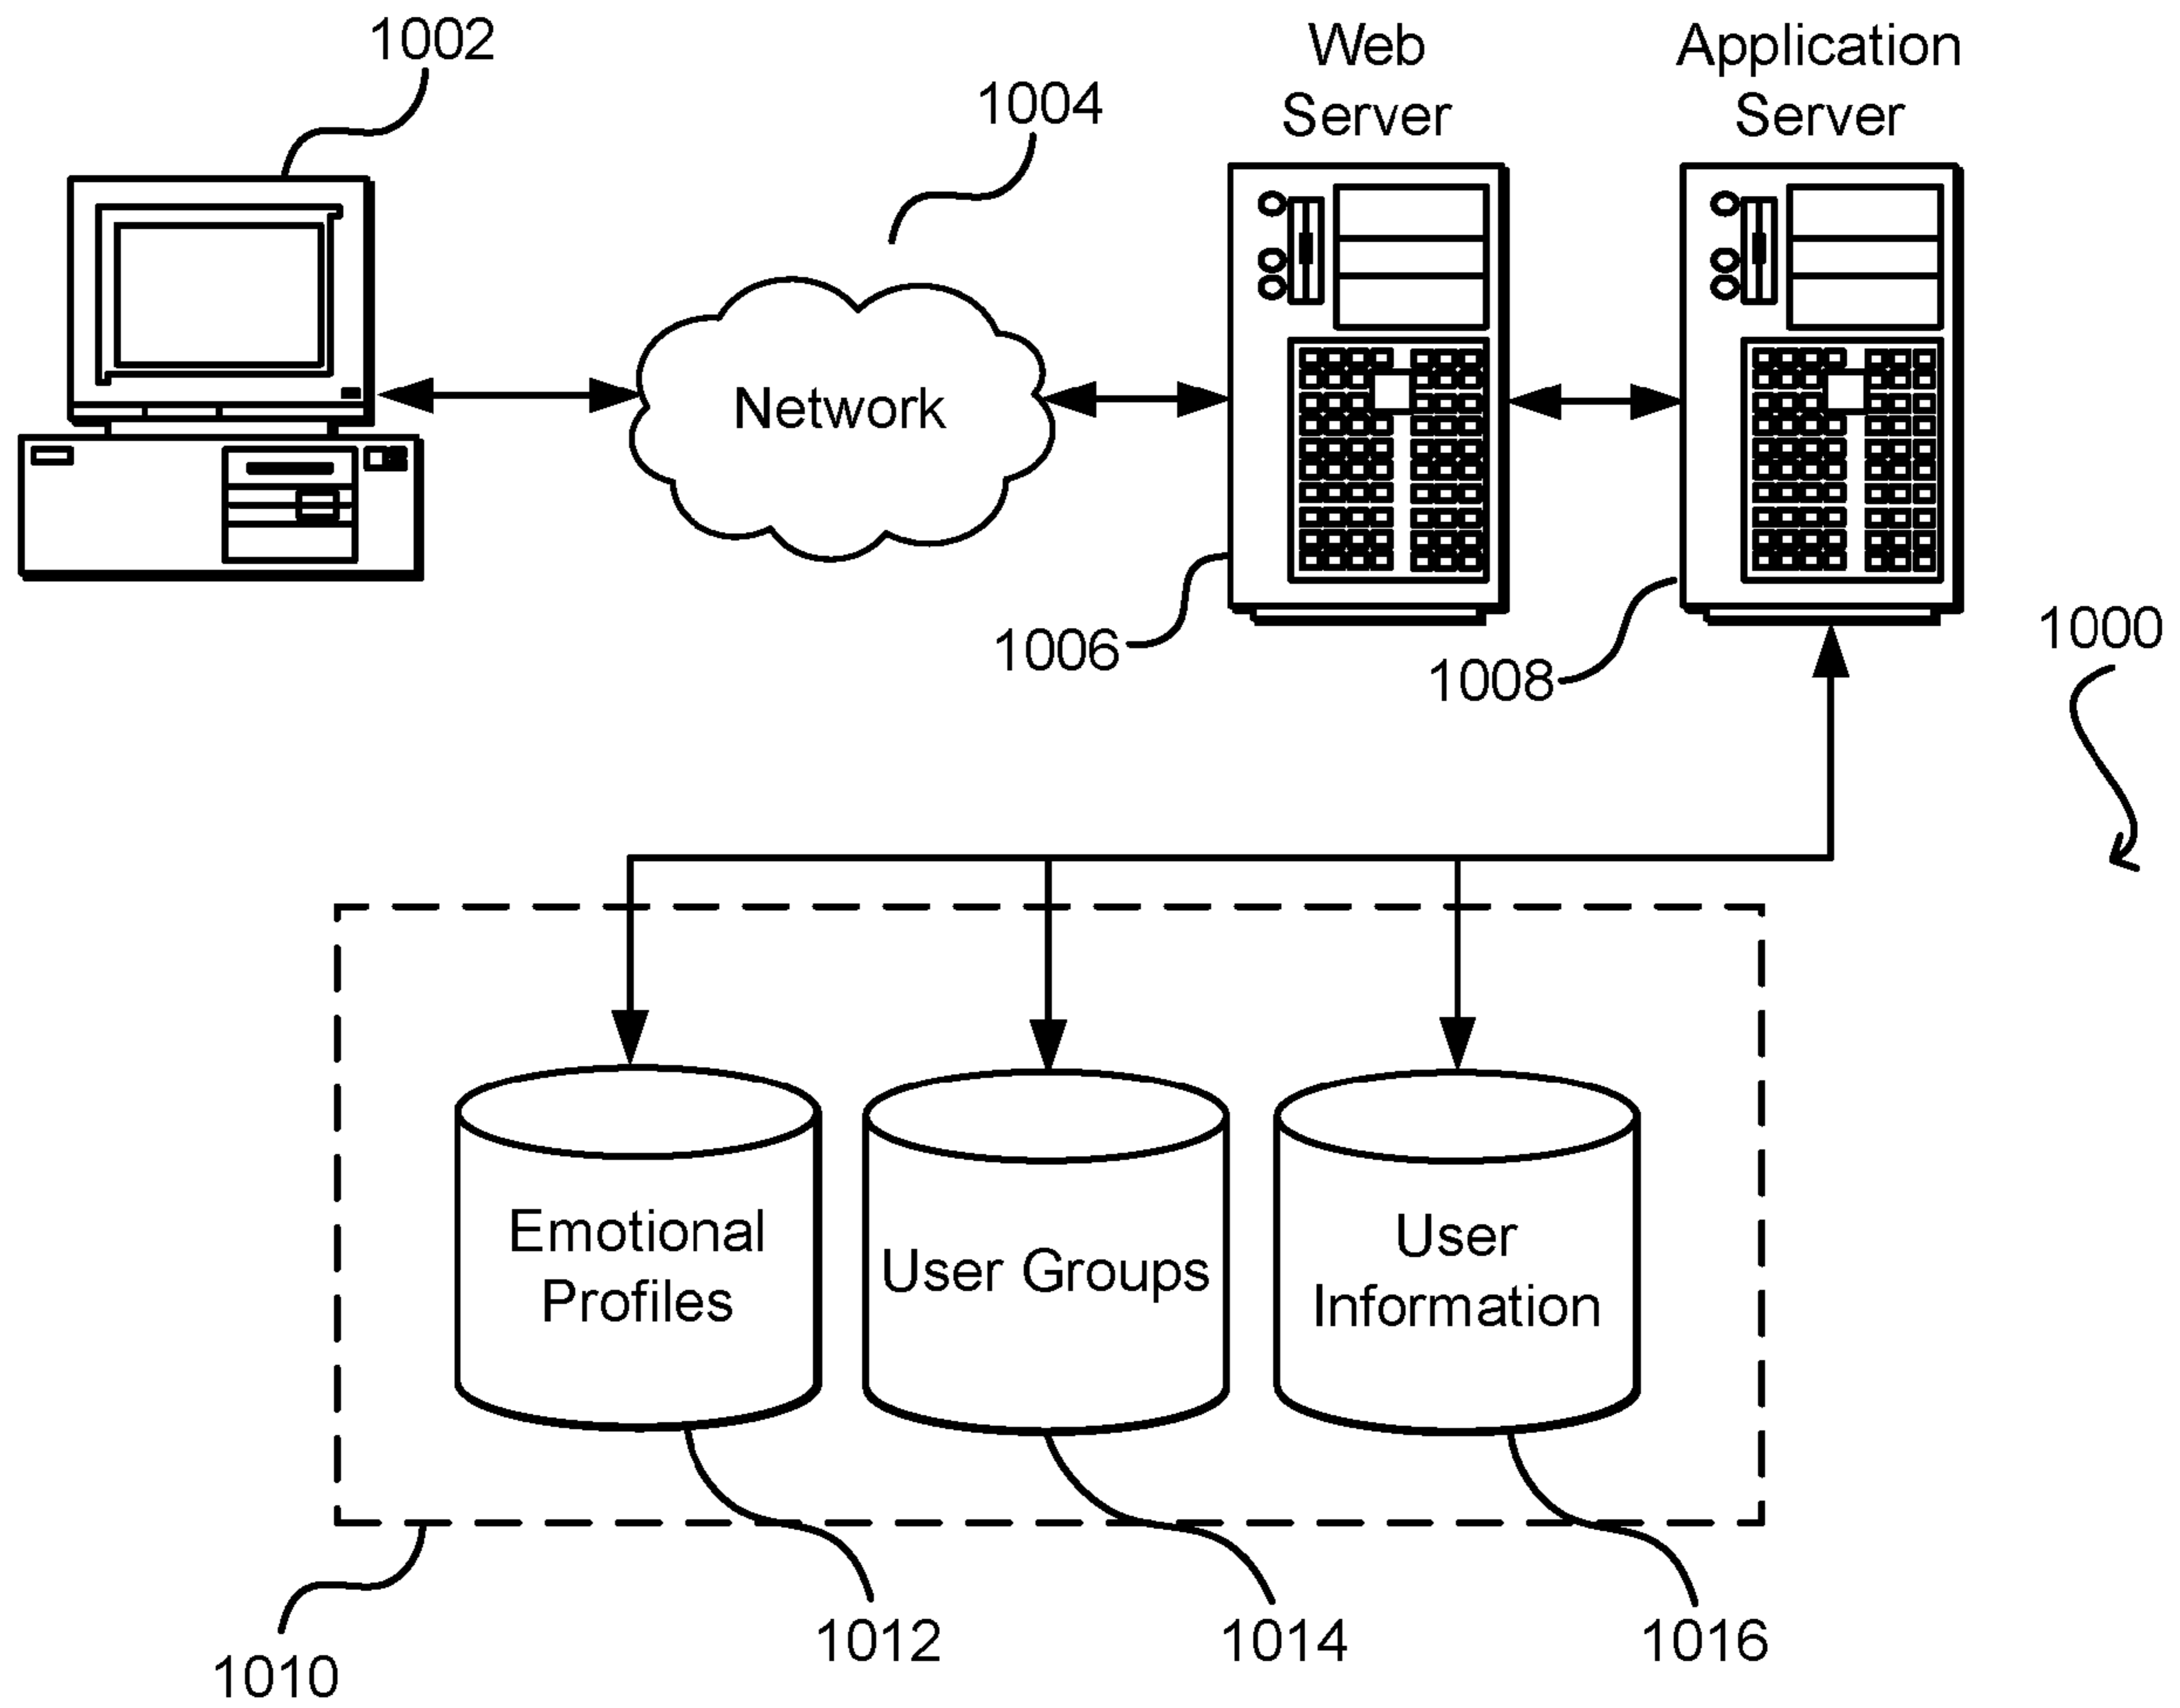 1002
1004
Web
Server
Application
Server
Network
1006
1008
1000
Emotional
Profiles
User Groups
User
Information
1010
1012
1014
1016